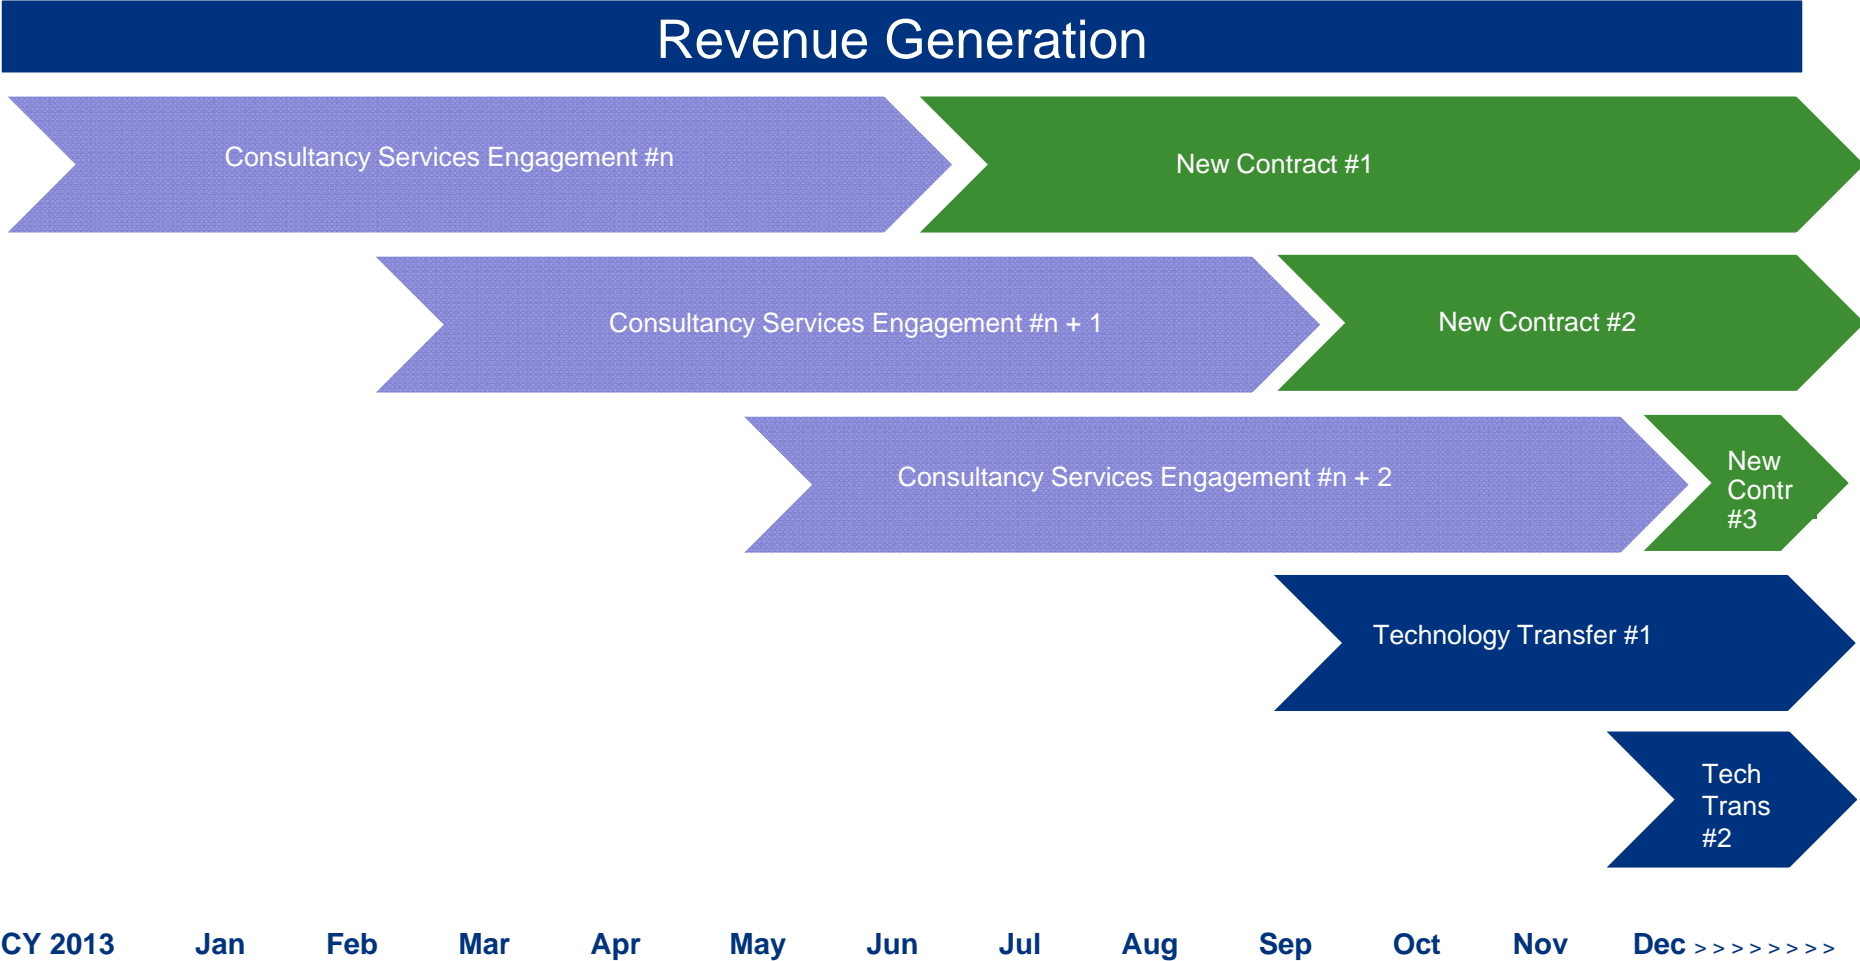 Revenue Generation
Consultancy Services Engagement #n
New Contract #1
Consultancy Services Engagement #n + 1
New Contract #2
Consultancy Services Engagement #n + 2
New
Contr
#3
Technology Transfer #1
Tech
Trans
#2
CY 2013 Jan Feb Mar Apr May Jun Jul Aug Sep Oct Nov Dec > > > > > > > >